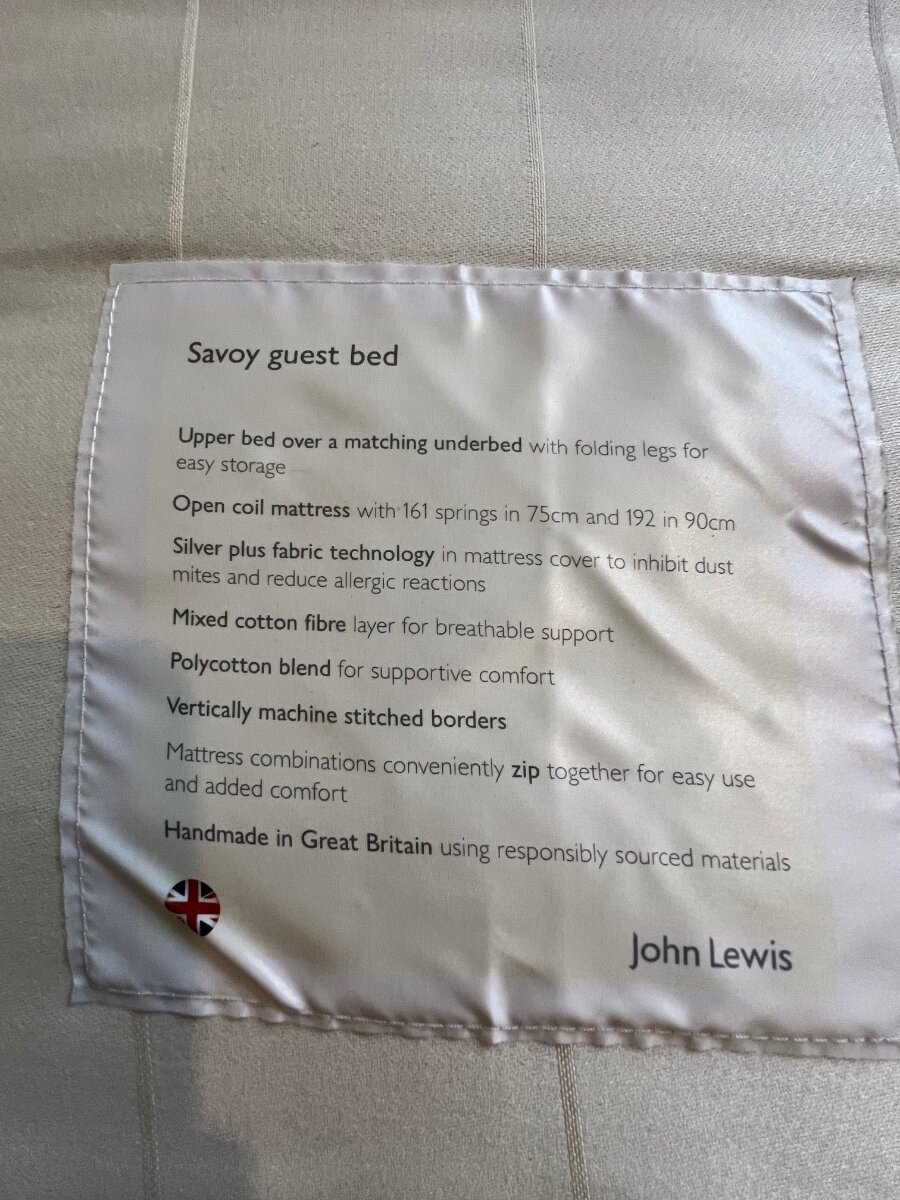 Savoy guest bed
Upper bed over a matching underbed with folding legs for
easy storage
Open coil mattress with 161 springs in 75cm and 192 in 90cm
Silver plus fabric technology in mattress cover to inhibit dust
mites and reduce allergic reactions
Mixed cotton fibre layer for breathable support
Polycotton blend for supportive comfort
Vertically machine stitched borders
Mattress combinations conveniently zip together for easy use
and added comfort
Handmade in Great Britain using responsibly sourced materials
John Lewis